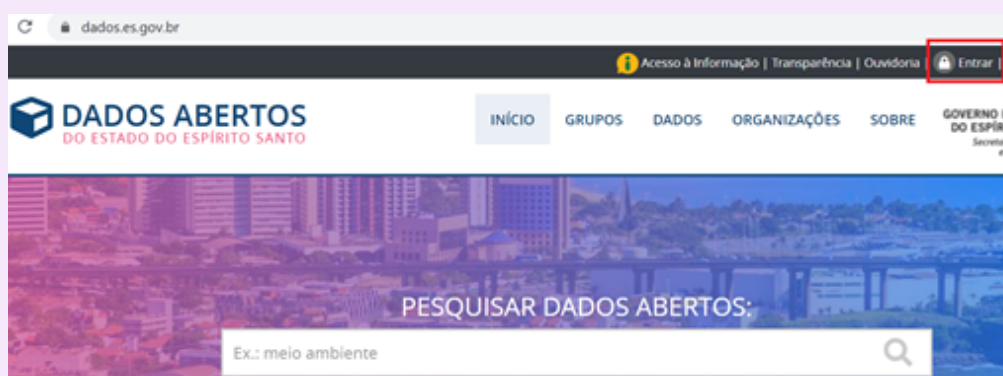 dados.es.gov.br
Acesso à Informação | Transparência | Ouvidoria | Entrar |
DADOS ABERTOS
DO ESTADO DO ESPÍRITO SANTO
INÍCIO GRUPOS DADOS ORGANIZAÇÕES SOBRE
GOVERNO
DO
PESQUISAR DADOS ABERTOS:
Ex.: meio ambiente